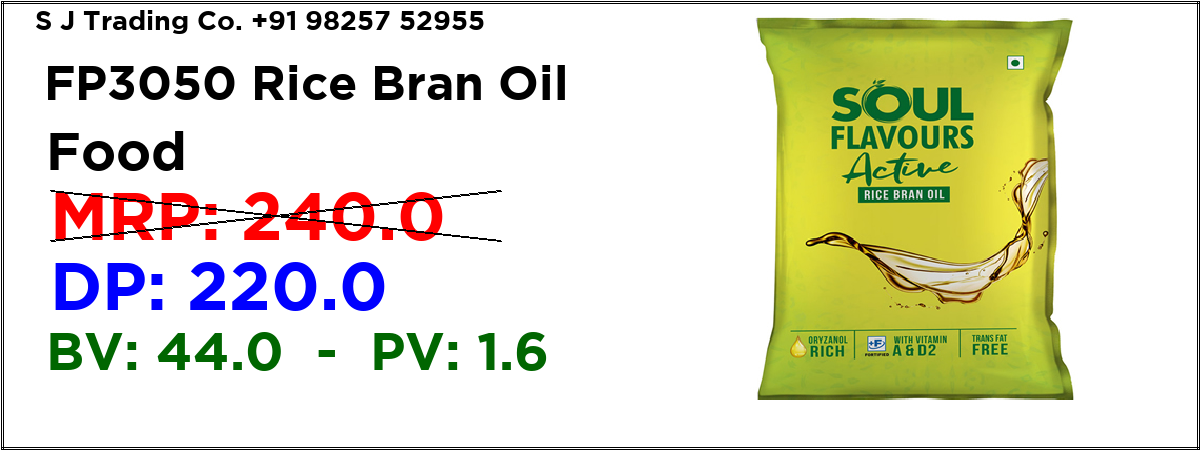 S J Trading Co. +91 98257 52955
FP3050 Rice Bran Oil
Food
MRP: 240.0
DP: 220.0
BV: 44.0 - PV: 1.6
SOUL
FLAVOURS
Active
RICE BRAN OIL
ORYZANOL
RICH
+F
FORTIFIED
WITH VITAMIN
A & D2
TRANS FAT
FREE